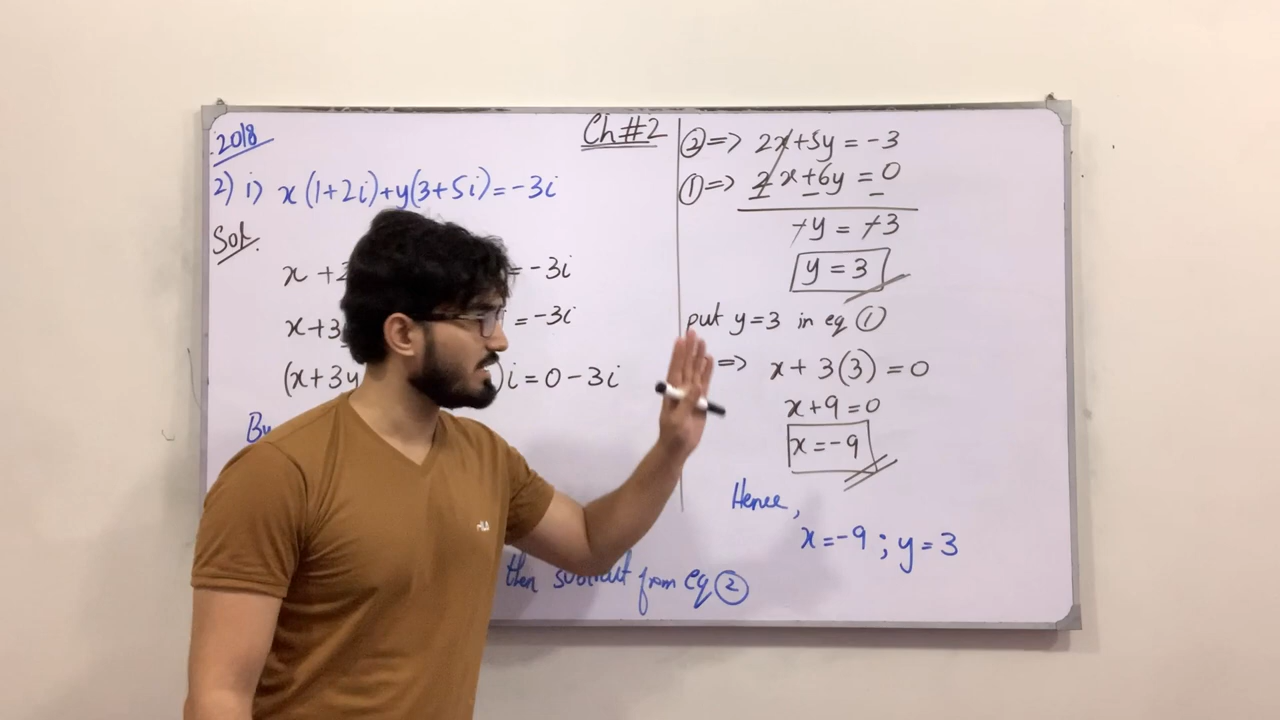 2018
Ch#2
2) i) x(1+2i)+y(3+5i)=-3i
Sol.
x +2 = -3i
x+3 = -3i
(x+3y )i = 0-3i
By
then subtract from eq ②
② => 2x+5y = -3
① => 2x+6y = 0
-y = -3
y = 3
put y=3 in eq ①
=> x + 3(3) = 0
x+9 = 0
x = -9
Hence,
x = -9 ; y = 3
FILA